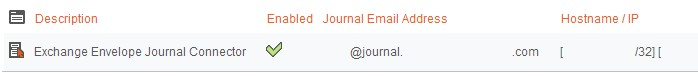 Description Enabled Journal Email Address Hostname / IP
Exchange Envelope Journal Connector @journal. .com [ /32] [